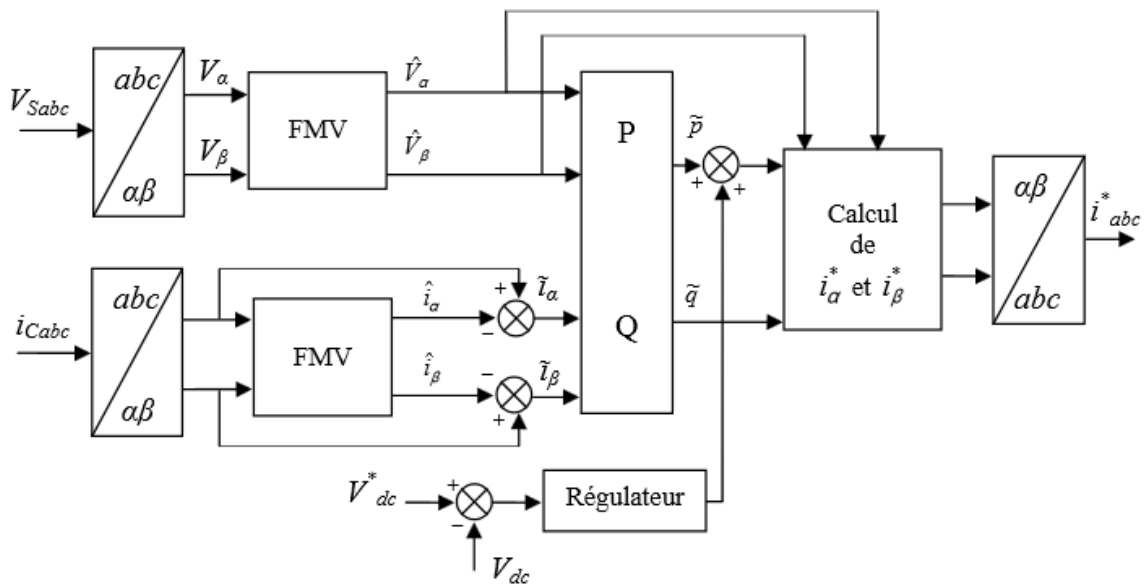 V_Sabc
abc
αβ
V_α
V_β
FMV
V̂_α
V̂_β
P
Q
p̃
+
+
q̃
Calcul
de
i*_α et i*_β
αβ
abc
i*_abc
i_Cabc
abc
αβ
FMV
î_α
î_β
+
−
ĩ_α
−
+
ĩ_β
V*_dc
+
−
V_dc
Régulateur